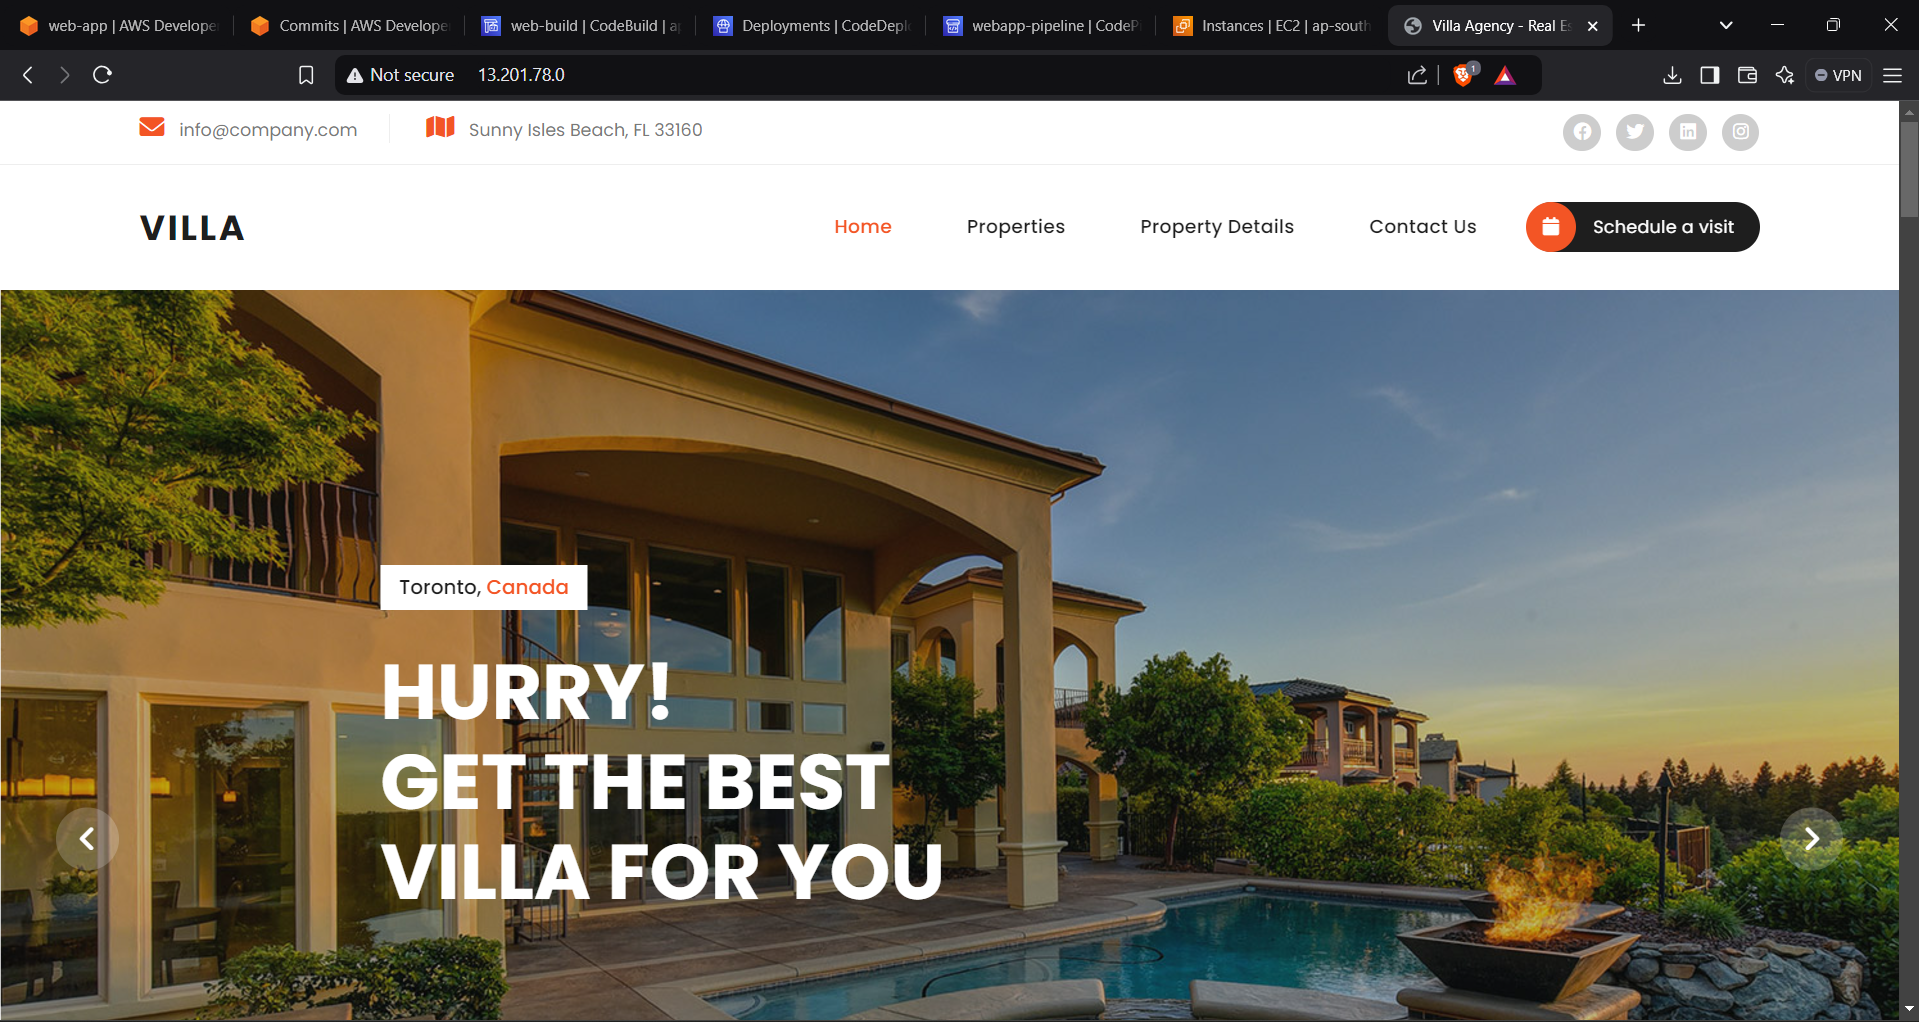 web-app | AWS Develope
Commits | AWS Develope
web-build | CodeBuild | a
Deployments | CodeDepl
webapp-pipeline | CodeP
Instances | EC2 | ap-south
Villa Agency - Real Es
Not secure 13.201.78.0
1
VPN
info@company.com
Sunny Isles Beach, FL 33160
VILLA
Home
Properties
Property Details
Contact Us
Schedule a visit
Toronto, Canada
HURRY!
GET THE BEST
VILLA FOR YOU